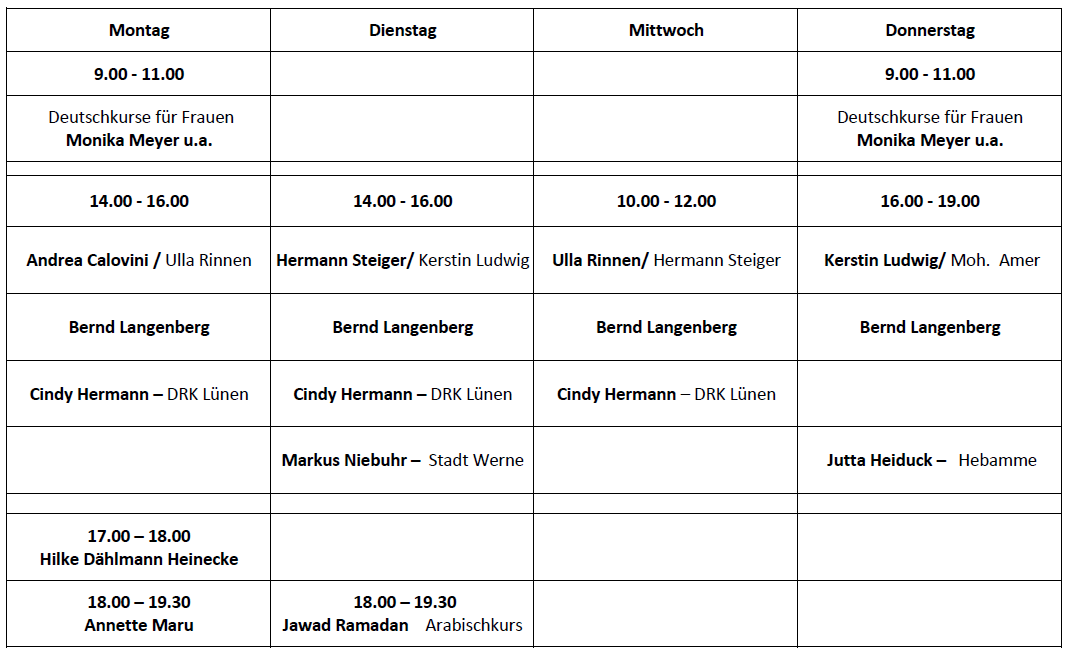 Montag Dienstag Mittwoch Donnerstag
9.00 - 11.00 9.00 - 11.00
Deutschkurse für Frauen Deutschkurse für Frauen
Monika Meyer u.a. Monika Meyer u.a.
14.00 - 16.00 14.00 - 16.00 10.00 - 12.00 16.00 - 19.00
Andrea Calovini / Ulla Rinnen Hermann Steiger/ Kerstin Ludwig Ulla Rinnen/ Hermann Steiger Kerstin Ludwig/ Moh. Amer
Bernd Langenberg Bernd Langenberg Bernd Langenberg Bernd Langenberg
Cindy Hermann – DRK Lünen Cindy Hermann – DRK Lünen Cindy Hermann – DRK Lünen
Markus Niebuhr – Stadt Werne Jutta Heiduck – Hebamme
17.00 – 18.00
Hilke Dählmann Heinecke
18.00 – 19.30 18.00 – 19.30
Annette Maru Jawad Ramadan Arabischkurs